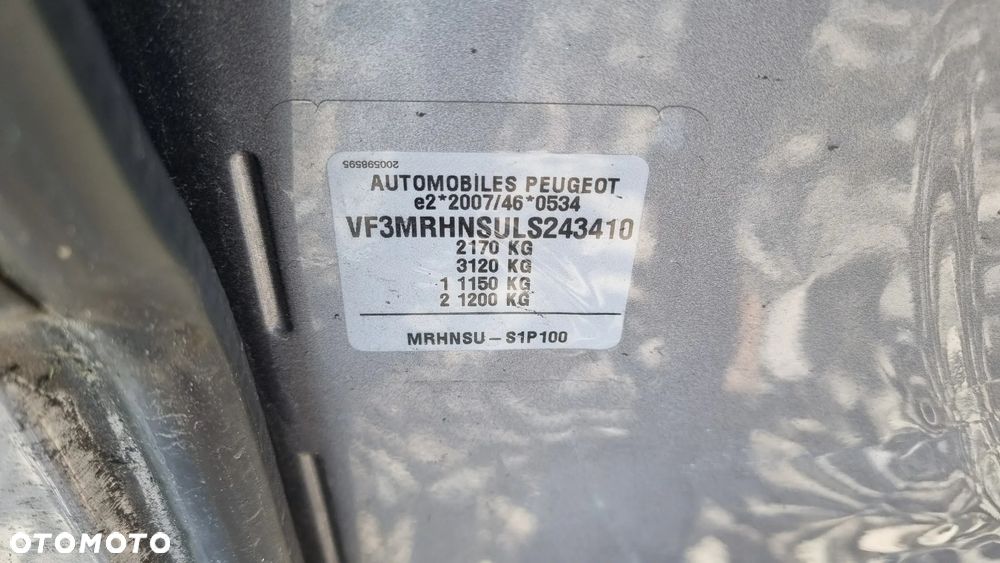 200598595
AUTOMOBILES PEUGEOT
e2*2007/46*0534
VF3MRHNSULS243410
2170 KG
3120 KG
1 1150 KG
2 1200 KG
MRHNSU - S1P100
OTOMOTO